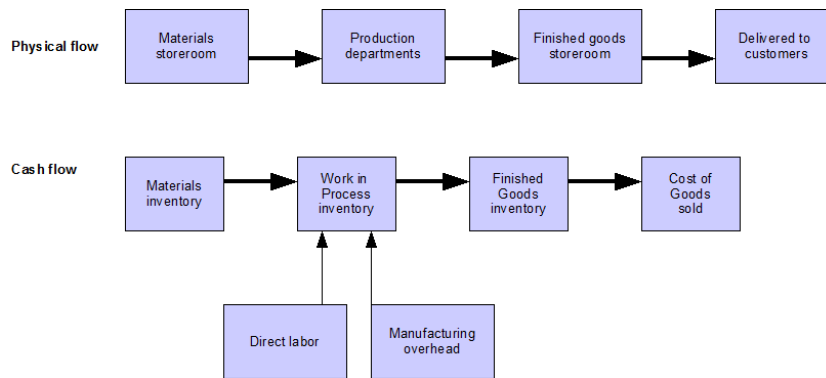 Physical flow
Materials
storeroom
Production
departments
Finished goods
storeroom
Delivered to
customers
Cash flow
Materials
inventory
Work in
Process
inventory
Finished
Goods
inventory
Cost of
Goods
sold
Direct labor
Manufacturing
overhead